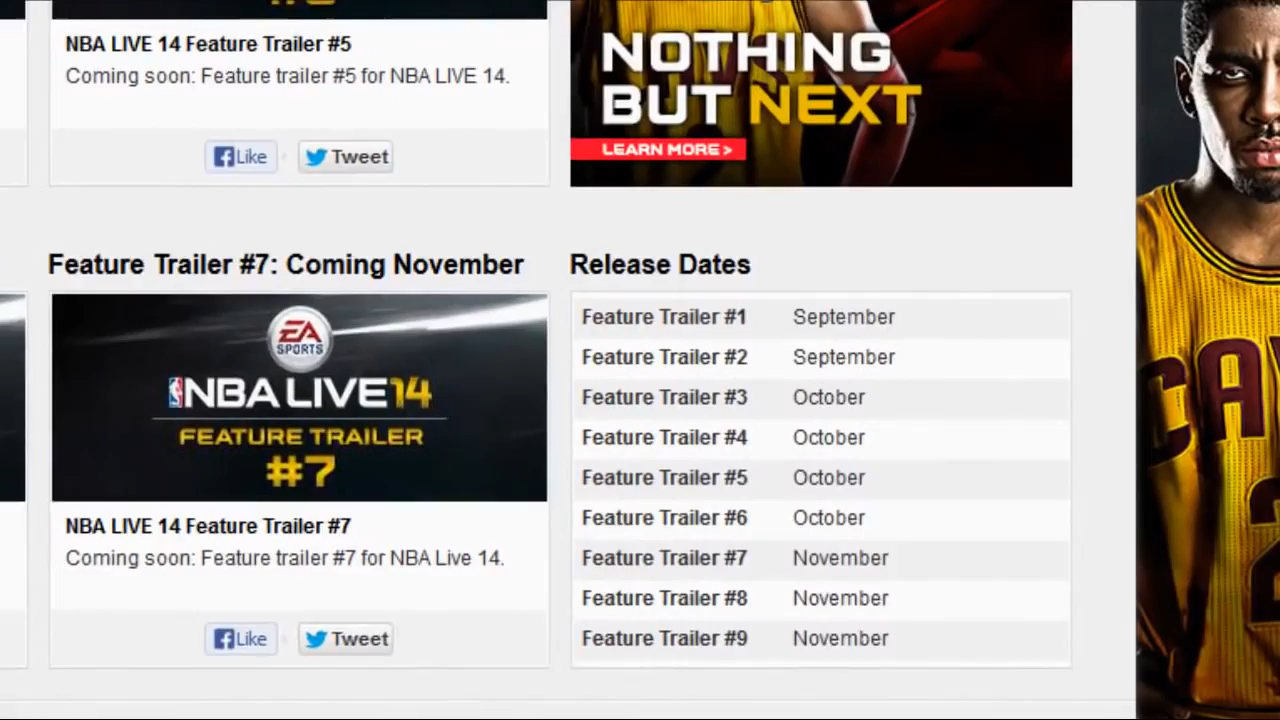 NBA LIVE 14 Feature Trailer #5
Coming soon: Feature trailer #5 for NBA LIVE 14.
Like
Tweet
NOTHING
BUT NEXT
LEARN MORE >
Feature Trailer #7: Coming November
EA
SPORTS
NBA LIVE 14
FEATURE TRAILER
#7
NBA LIVE 14 Feature Trailer #7
Coming soon: Feature trailer #7 for NBA Live 14.
Like
Tweet
Release Dates
Feature Trailer #1 September
Feature Trailer #2 September
Feature Trailer #3 October
Feature Trailer #4 October
Feature Trailer #5 October
Feature Trailer #6 October
Feature Trailer #7 November
Feature Trailer #8 November
Feature Trailer #9 November
CAV
2